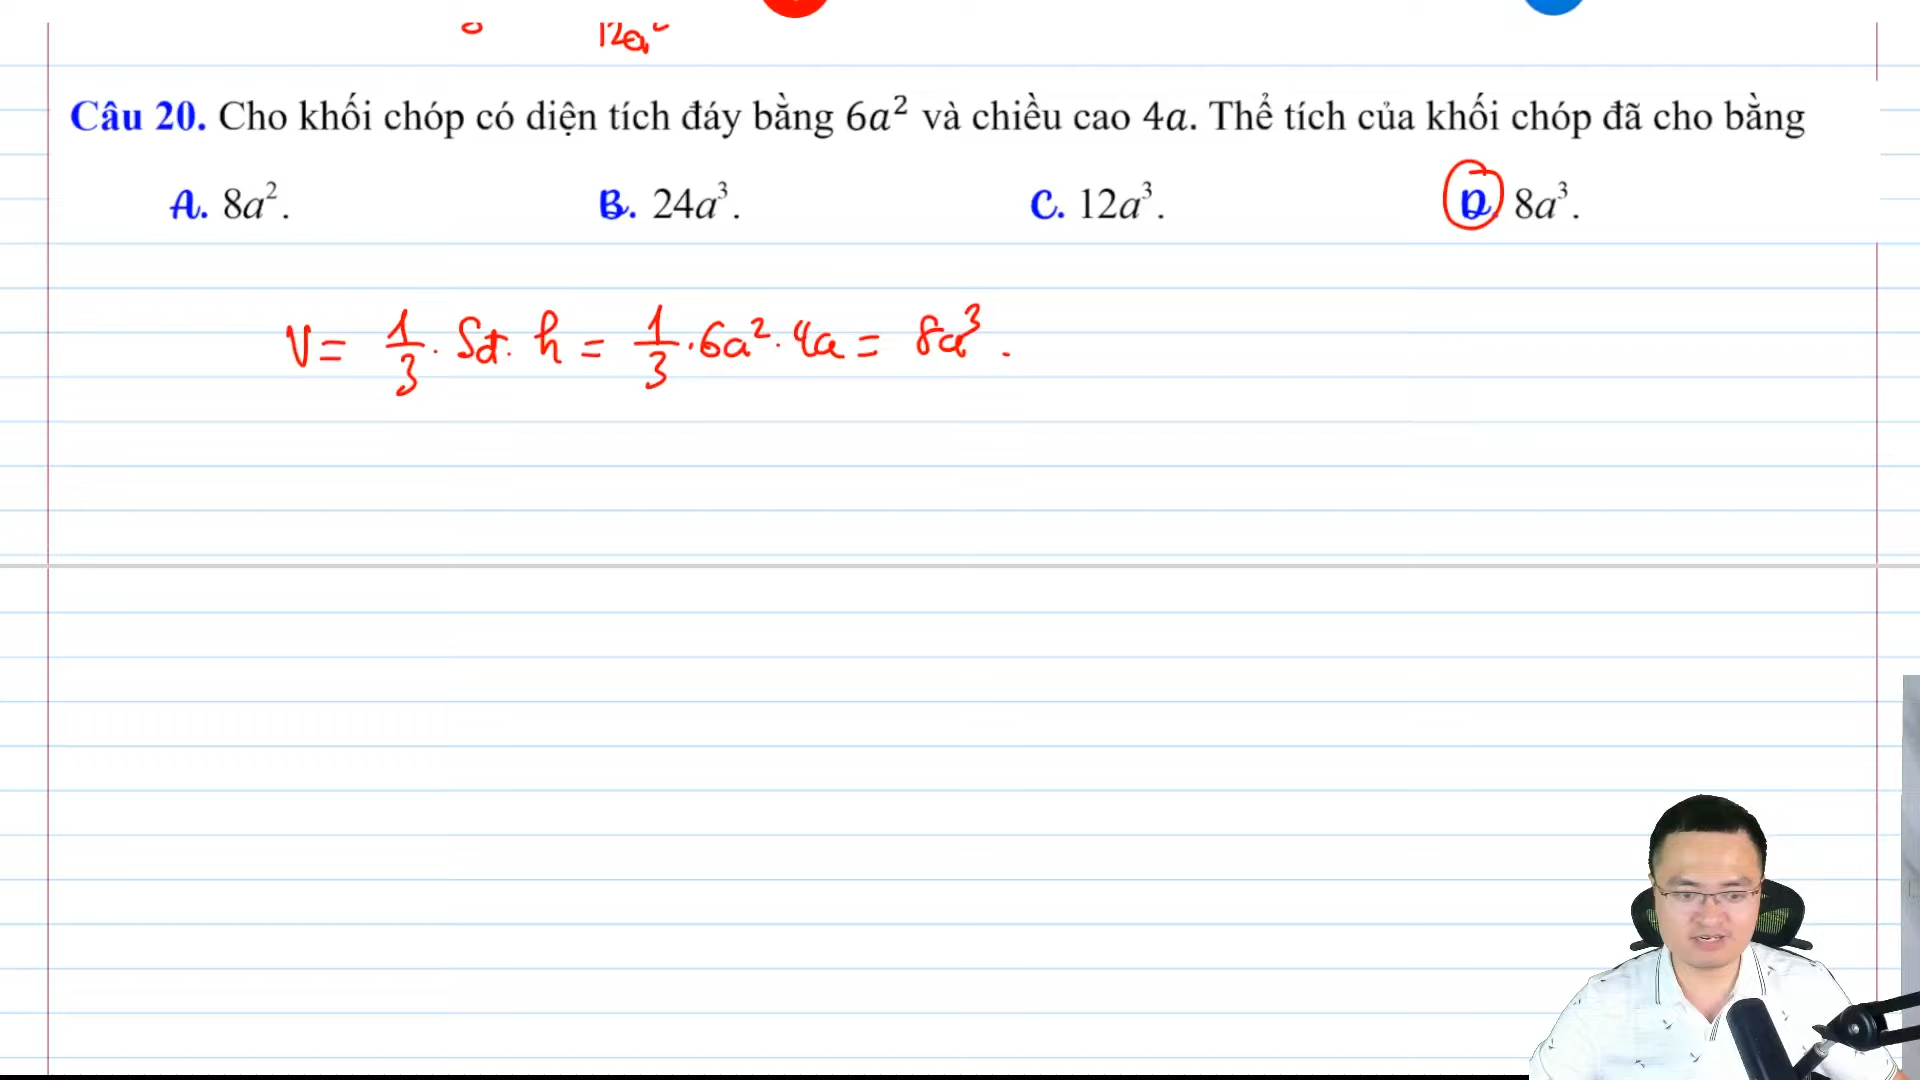 12a²
Câu 20. Cho khối chóp có diện tích đáy bằng 6a² và chiều cao 4a. Thể tích của khối chóp đã cho bằng
A. 8a². B. 24a³. C. 12a³. D. 8a³.
V = 1/3 . Sđ . h = 1/3 . 6a² . 4a = 8a³ .